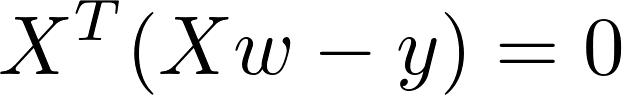 X^T(Xw − y) = 0